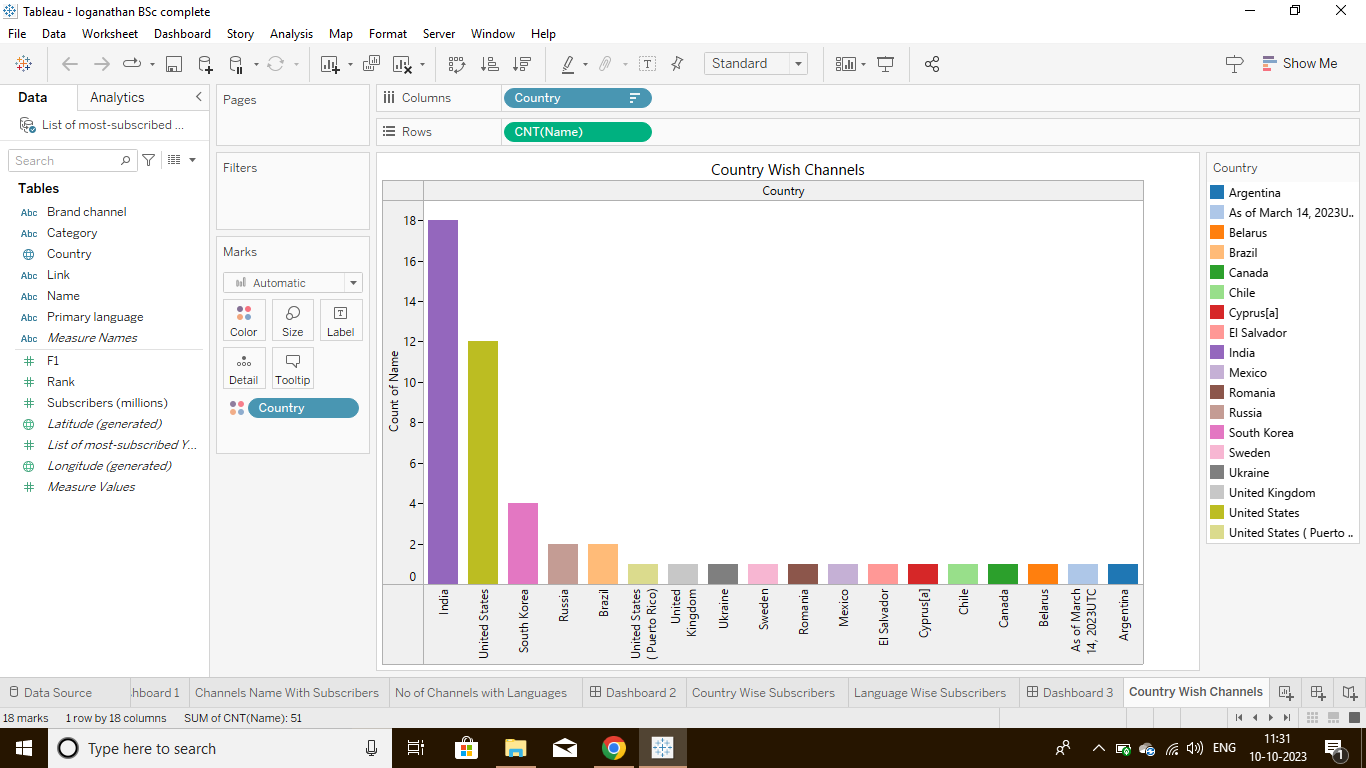 Tableau - loganathan BSc complete
File Data Worksheet Dashboard Story Analysis Map Format Server Window Help
Standard
Show Me
Data Analytics
List of most-subscribed ...
Search
Tables
Abc Brand channel
Abc Category
Country
Abc Link
Abc Name
Abc Primary language
Abc Measure Names
F1
Rank
Subscribers (millions)
Latitude (generated)
List of most-subscribed Y...
Longitude (generated)
Measure Values
Pages
Filters
Marks
Automatic
Color Size Label
Detail Tooltip
Country
Columns Country
Rows CNT(Name)
Country Wish Channels
Country
Count of Name
18
16
14
12
10
8
6
4
2
0
India
United States
South Korea
Russia
Brazil
United States
( Puerto Rico)
United
Kingdom
Ukraine
Sweden
Romania
Mexico
El Salvador
Cyprus[a]
Chile
Canada
Belarus
As of March
14, 2023UTC
Argentina
Country
Argentina
As of March 14, 2023U..
Belarus
Brazil
Canada
Chile
Cyprus[a]
El Salvador
India
Mexico
Romania
Russia
South Korea
Sweden
Ukraine
United Kingdom
United States
United States ( Puerto ..
Data Source hboard 1 Channels Name With Subscribers No of Channels with Languages Dashboard 2 Country Wise Subscribers Language Wise Subscribers Dashboard 3 Country Wish Channels
18 marks 1 row by 18 columns SUM of CNT(Name): 51
Type here to search
ENG
11:31
10-10-2023
1